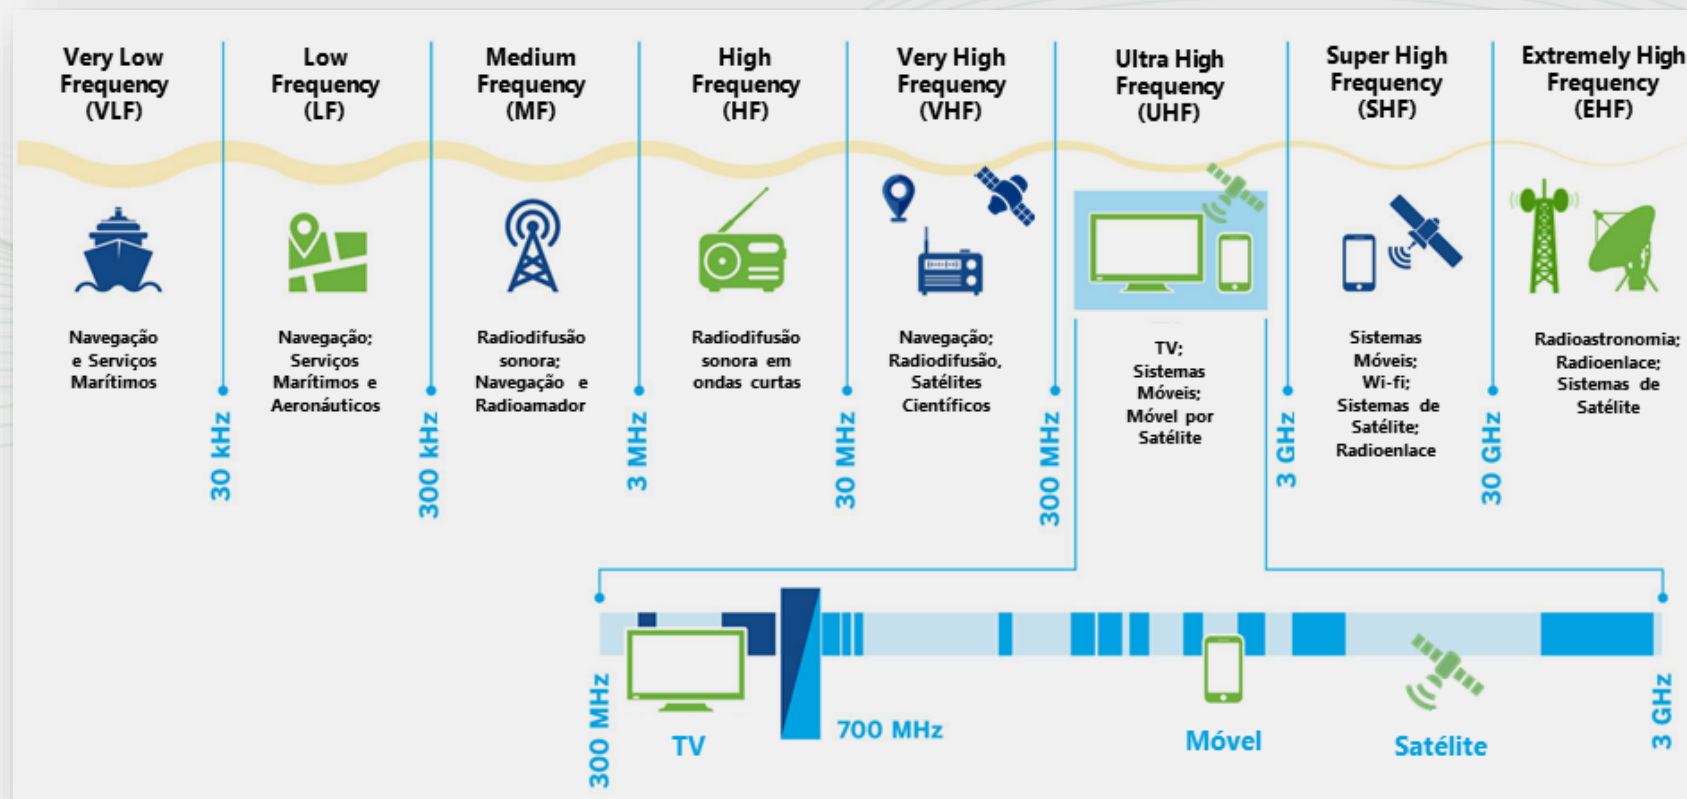 Very Low
Frequency
(VLF)
Low
Frequency
(LF)
Medium
Frequency
(MF)
High
Frequency
(HF)
Very High
Frequency
(VHF)
Ultra High
Frequency
(UHF)
Super High
Frequency
(SHF)
Extremely High
Frequency
(EHF)
Navegação
e Serviços
Marítimos
Navegação;
Serviços
Marítimos e
Aeronáuticos
Radiodifusão
sonora;
Navegação e
Radioamador
Radiodifusão
sonora em
ondas curtas
Navegação;
Radiodifusão,
Satélites
Científicos
TV;
Sistemas
Móveis;
Móvel por
Satélite
Sistemas
Móveis;
Wi-fi;
Sistemas de
Satélite;
Radioenlace
Radioastronomia;
Radioenlace;
Sistemas de
Satélite
30 kHz
300 kHz
3 MHz
30 MHz
300 MHz
3 GHz
30 GHz
300 MHz
TV
700 MHz
Móvel
Satélite
3 GHz